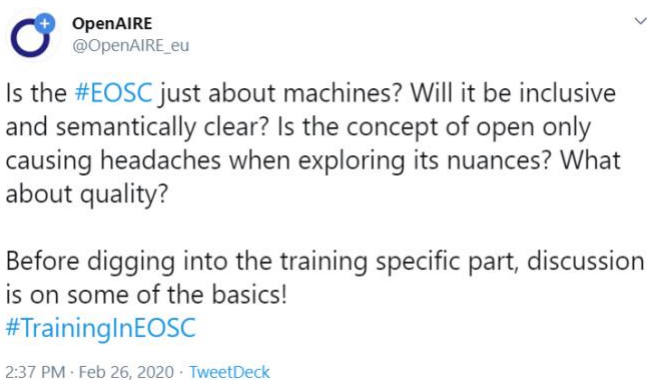 OpenAIRE
@OpenAIRE_eu
Is the #EOSC just about machines? Will it be inclusive
and semantically clear? Is the concept of open only
causing headaches when exploring its nuances? What
about quality?
Before digging into the training specific part, discussion
is on some of the basics!
#TrainingInEOSC
2:37 PM · Feb 26, 2020 · TweetDeck